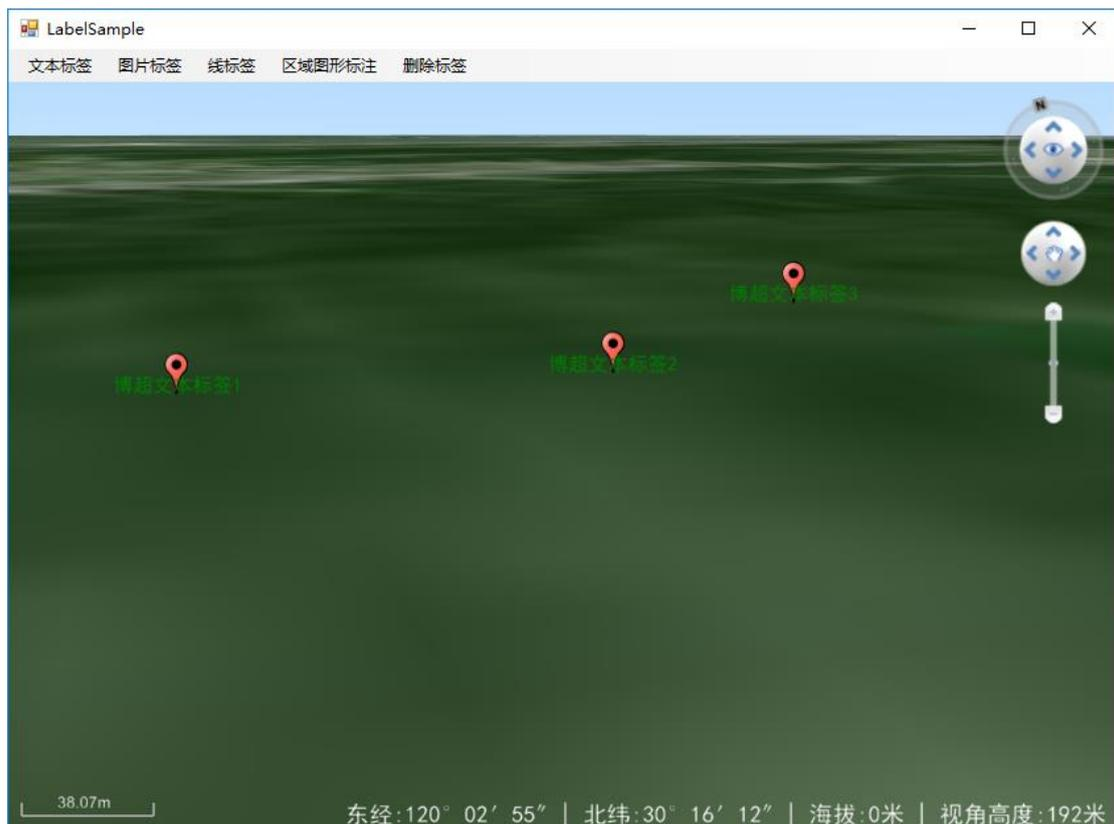 LabelSample
文本标签 图片标签 线标签 区域图形标注 删除标签
N
博超文本标签3
博超文本标签2
博超文本标签1
38.07m
东经:120° 02′ 55″ | 北纬:30° 16′ 12″ | 海拔:0米 | 视角高度:192米